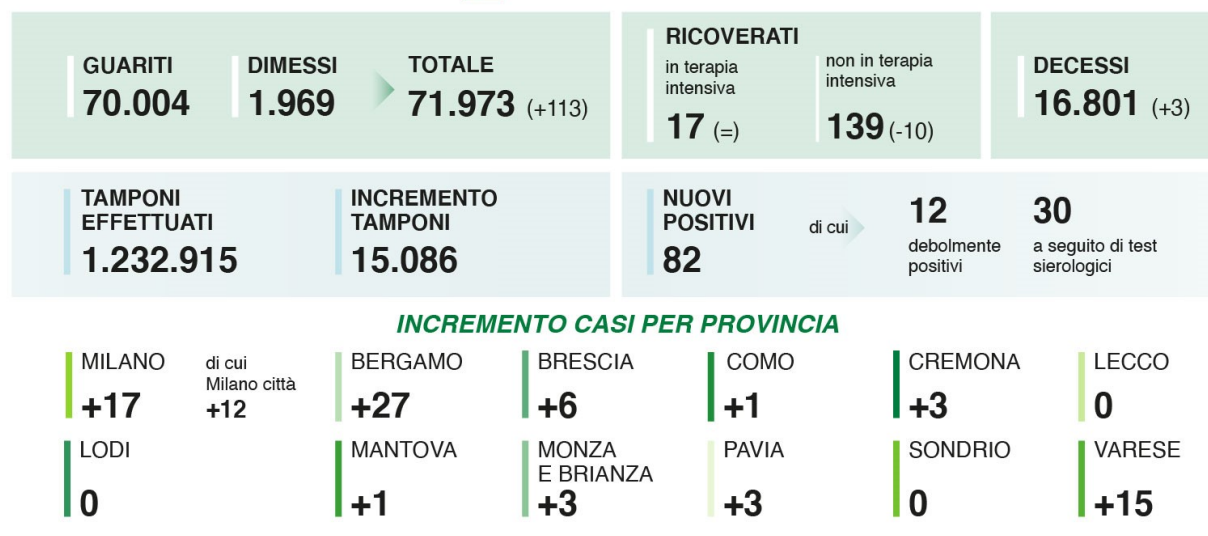 GUARITI
70.004
DIMESSI
1.969
TOTALE
71.973 (+113)
RICOVERATI
in terapia
intensiva
17 (=)
non in terapia
intensiva
139 (-10)
DECESSI
16.801 (+3)
TAMPONI
EFFETTUATI
1.232.915
INCREMENTO
TAMPONI
15.086
NUOVI
POSITIVI
82
di cui
12
debolmente
positivi
30
a seguito di test
sierologici
INCREMENTO CASI PER PROVINCIA
MILANO
+17
di cui
Milano città
+12
BERGAMO
+27
BRESCIA
+6
COMO
+1
CREMONA
+3
LECCO
0
LODI
0
MANTOVA
+1
MONZA
E BRIANZA
+3
PAVIA
+3
SONDRIO
0
VARESE
+15